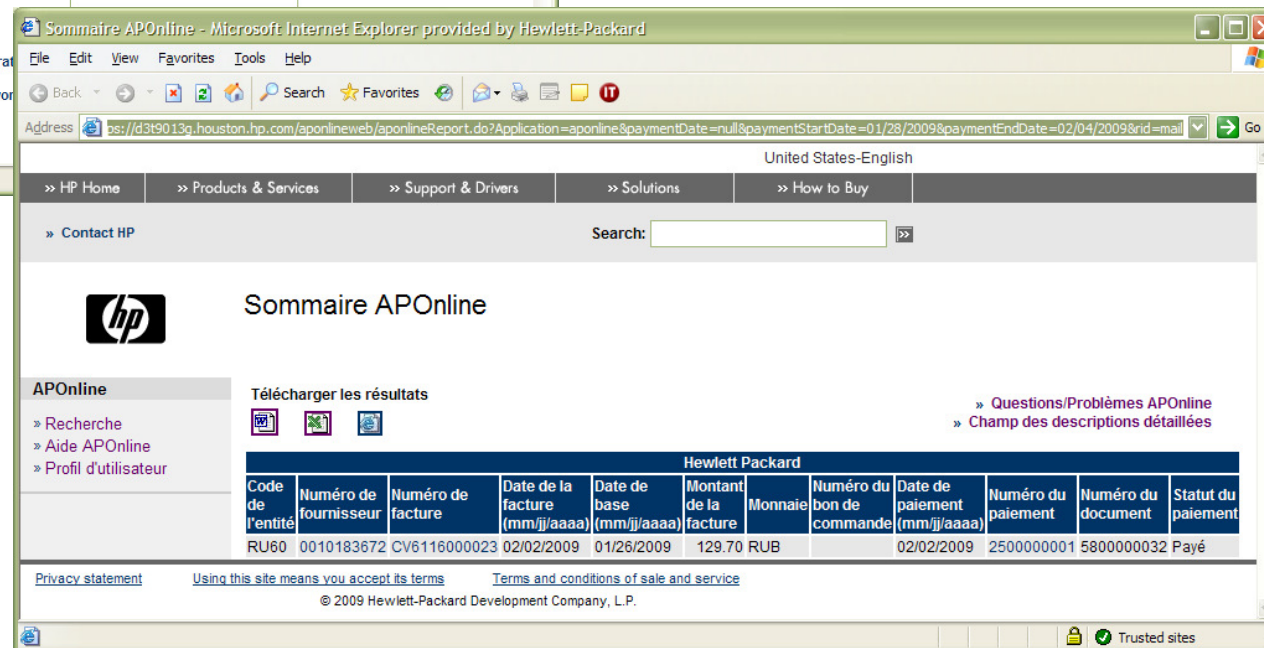 Sommaire APOnline - Microsoft Internet Explorer provided by Hewlett-Packard
File Edit View Favorites Tools Help
Back Search Favorites
Address ps://d3t9013g.houston.hp.com/aponlineweb/aponlineReport.do?Application=aponline&paymentDate=null&paymentStartDate=01/28/2009&paymentEndDate=02/04/2009&rid=mail Go
United States-English
» HP Home » Products & Services » Support & Drivers » Solutions » How to Buy
» Contact HP Search: »
hp Sommaire APOnline
APOnline
» Recherche
» Aide APOnline
» Profil d'utilisateur
Télécharger les résultats
» Questions/Problèmes APOnline
» Champ des descriptions détaillées
Hewlett Packard
Code de l'entité Numéro de fournisseur Numéro de facture Date de la facture (mm/jj/aaaa) Date de base (mm/jj/aaaa) Montant de la facture Monnaie Numéro du bon de commande Date de paiement (mm/jj/aaaa) Numéro du paiement Numéro du document Statut du paiement
RU60 0010183672 CV6116000023 02/02/2009 01/26/2009 129.70 RUB 02/02/2009 2500000001 5800000032 Payé
Privacy statement Using this site means you accept its terms Terms and conditions of sale and service
© 2009 Hewlett-Packard Development Company, L.P.
Trusted sites